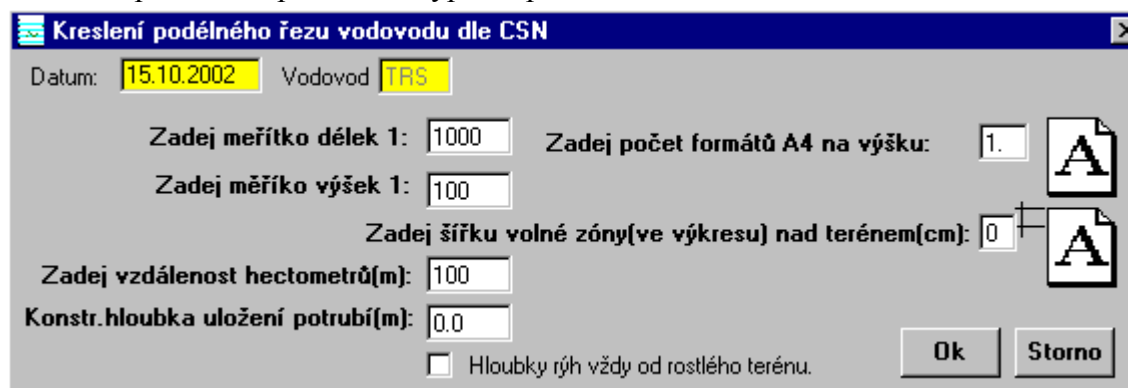 Kreslení podélného řezu vodovodu dle CSN
Datum: 15.10.2002 Vodovod TRS
Zadej meřítko délek 1: 1000 Zadej počet formátů A4 na výšku: 1.
Zadej měříko výšek 1: 100
Zadej šířku volné zóny(ve výkresu) nad terénem(cm): 0
Zadej vzdálenost hectometrů(m): 100
Konstr.hloubka uložení potrubí(m): 0.0
Hloubky rýh vždy od rostlého terénu.
Ok Storno